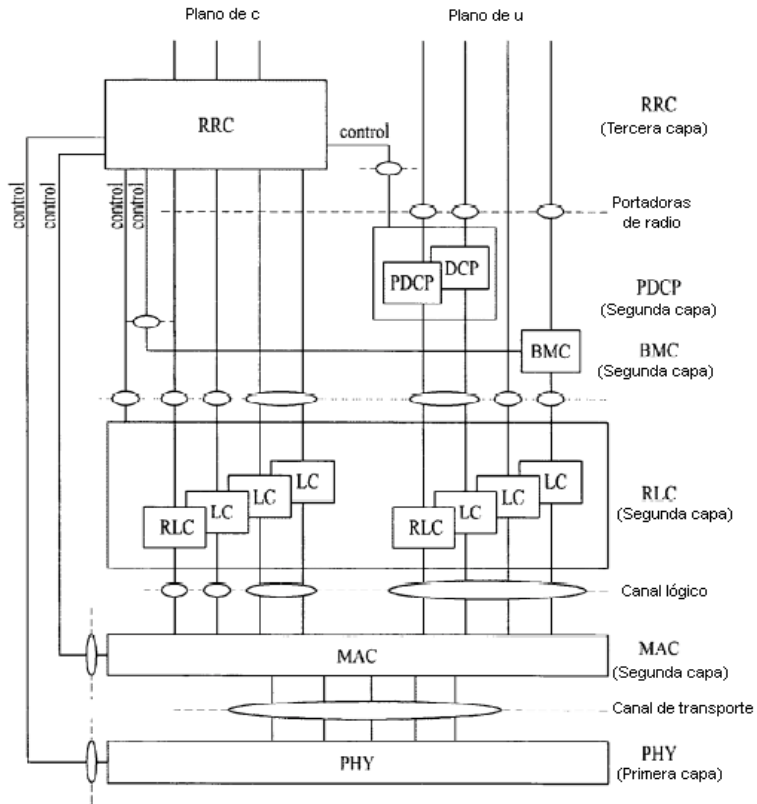 Plano de c
Plano de u
RRC
control
RRC
(Tercera capa)
control
control
control
control
Portadoras
de radio
PDCP
DCP
PDCP
(Segunda capa)
BMC
BMC
(Segunda capa)
RLC
LC
LC
LC
RLC
LC
LC
LC
RLC
(Segunda capa)
Canal lógico
MAC
MAC
(Segunda capa)
Canal de transporte
PHY
PHY
(Primera capa)